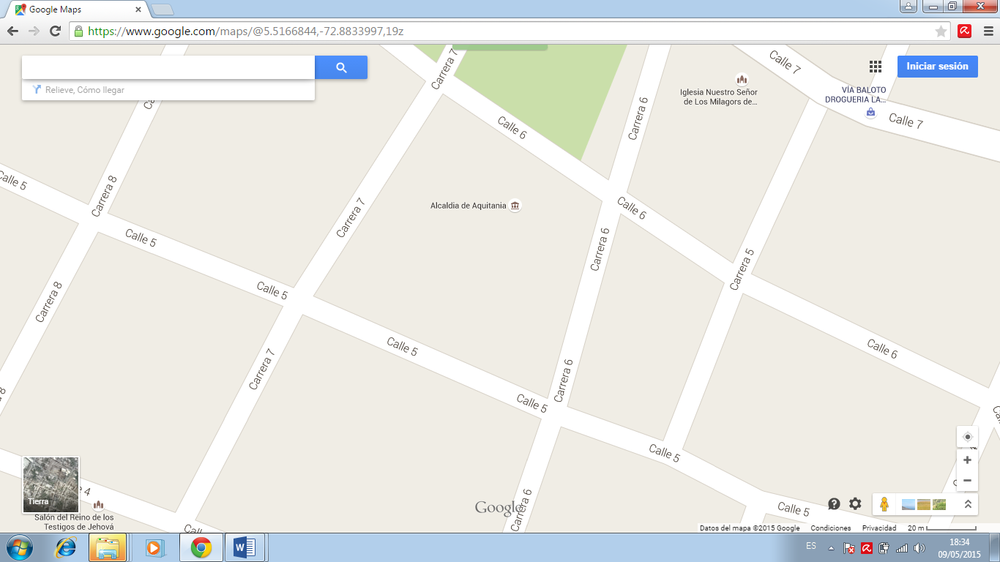 Google Maps
https://www.google.com/maps/@5.5166844,-72.8833997,19z
Relieve, Cómo llegar
Iniciar sesión
Carrera 7
Calle 7
Iglesia Nuestro Señor
de Los Milagors de...
VÍA BALOTO
DROGUERIA LA...
Calle 7
Carrera 6
Calle 6
Calle 5
Carrera 8
Carrera 7
Alcaldia de Aquitania
Calle 6
Calle 5
Carrera 6
Carrera 5
Calle 5
Carrera 8
Calle 5
Calle 6
Carrera 7
Carrera 6
Calle 5
Calle 5
Tierra
Salón del Reino de los
Testigos de Jehová
Google
Carrera 6
Calle 5
Datos del mapa ©2015 Google
Condiciones
Privacidad
20 m
ES
18:34
09/05/2015